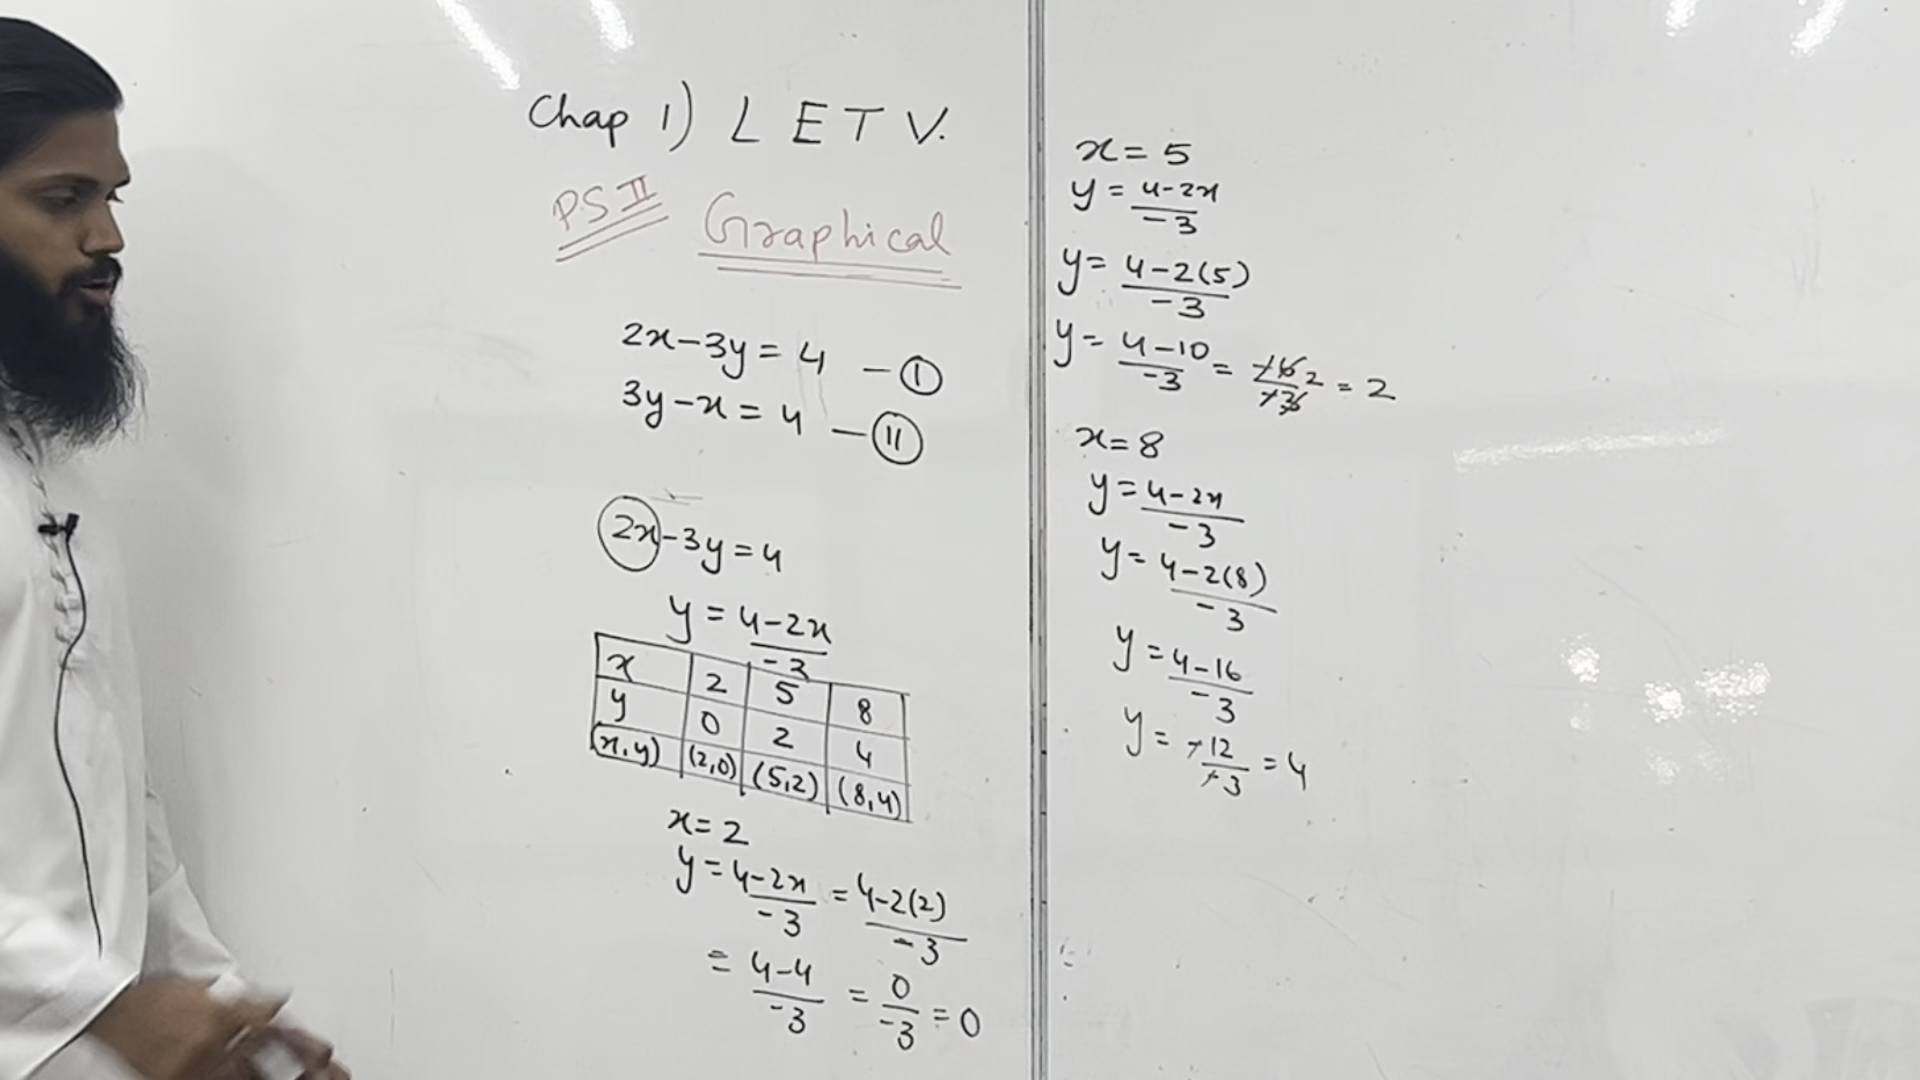 Chap 1) L E T V.
PS II Graphical
2x-3y = 4 - I
3y-x = 4 - II
2x-3y = 4
y = 4-2x / -3
x 2 5 8
y 0 2 4
(x,y) (2,0) (5,2) (8,4)
x = 2
y = 4-2x / -3 = 4-2(2) / -3
= 4-4 / -3 = 0 / -3 = 0
x = 5
y = 4-2x / -3
y = 4-2(5) / -3
y = 4-10 / -3 = -6 2 / -3 = 2
x = 8
y = 4-2x / -3
y = 4-2(8) / -3
y = 4-16 / -3
y = -12 / -3 = 4